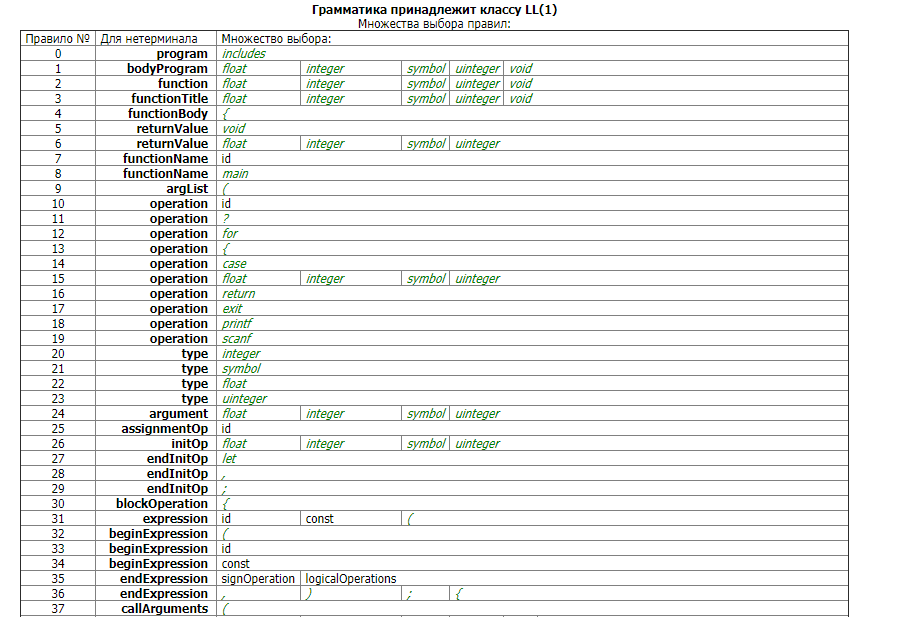 Грамматика принадлежит классу LL(1)
Множества выбора правил:
Правило № Для нетерминала Множество выбора:
0 program includes
1 bodyProgram float integer symbol uinteger void
2 function float integer symbol uinteger void
3 functionTitle float integer symbol uinteger void
4 functionBody {
5 returnValue void
6 returnValue float integer symbol uinteger
7 functionName id
8 functionName main
9 argList (
10 operation id
11 operation ?
12 operation for
13 operation {
14 operation case
15 operation float integer symbol uinteger
16 operation return
17 operation exit
18 operation printf
19 operation scanf
20 type integer
21 type symbol
22 type float
23 type uinteger
24 argument float integer symbol uinteger
25 assignmentOp id
26 initOp float integer symbol uinteger
27 endInitOp let
28 endInitOp ,
29 endInitOp ;
30 blockOperation {
31 expression id const (
32 beginExpression (
33 beginExpression id
34 beginExpression const
35 endExpression signOperation logicalOperations
36 endExpression , ) ; {
37 callArguments (